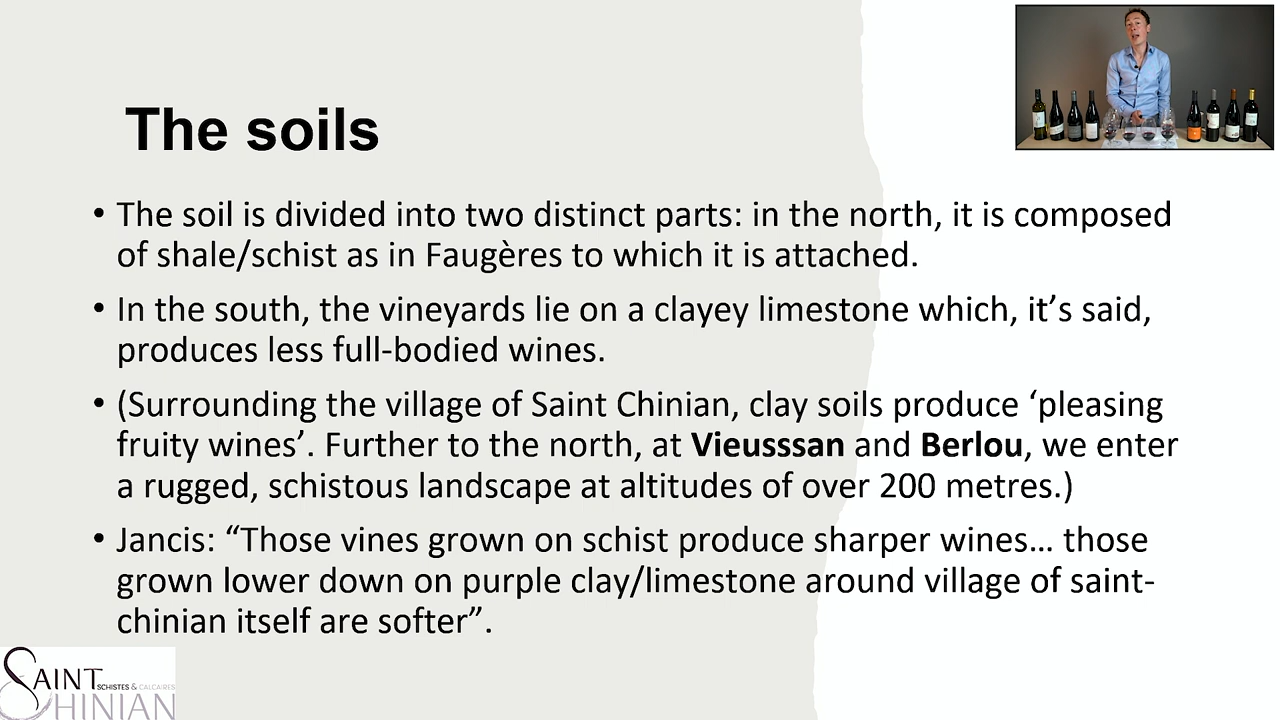 The soils
• The soil is divided into two distinct parts: in the north, it is composed
of shale/schist as in Faugères to which it is attached.
• In the south, the vineyards lie on a clayey limestone which, it’s said,
produces less full-bodied wines.
• (Surrounding the village of Saint Chinian, clay soils produce ‘pleasing
fruity wines’. Further to the north, at Vieusssan and Berlou, we enter
a rugged, schistous landscape at altitudes of over 200 metres.)
• Jancis: “Those vines grown on schist produce sharper wines… those
grown lower down on purple clay/limestone around village of saint-
chinian itself are softer”.
SAINT SCHISTES & CALCAIRES
CHINIAN